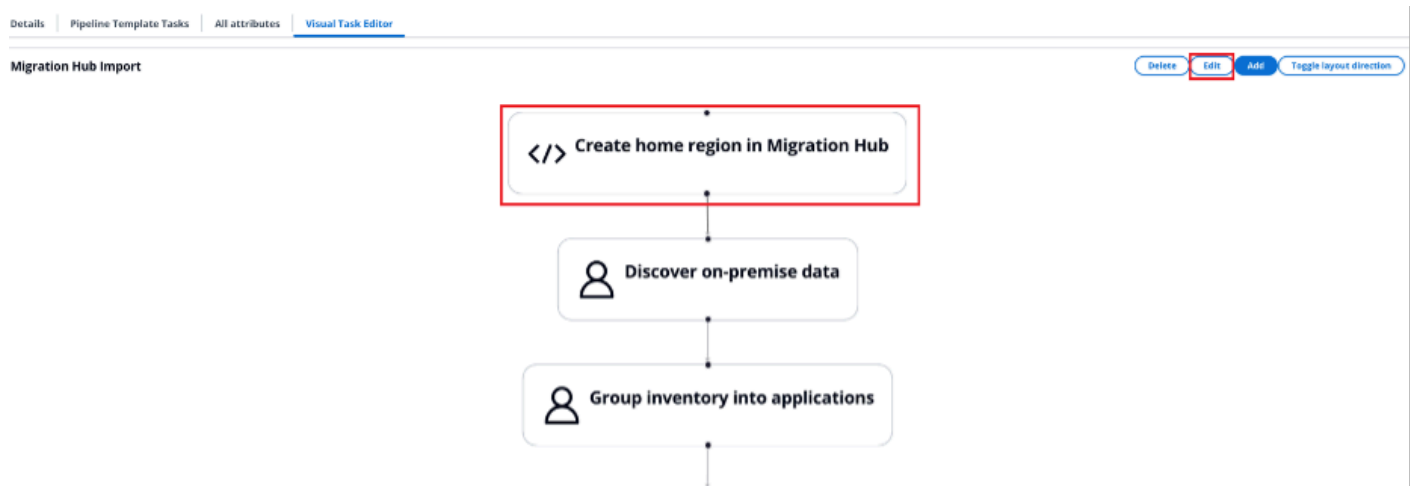 Details Pipeline Template Tasks All attributes Visual Task Editor
Migration Hub Import Delete Edit Add Toggle layout direction
</> Create home region in Migration Hub
Discover on-premise data
Group inventory into applications